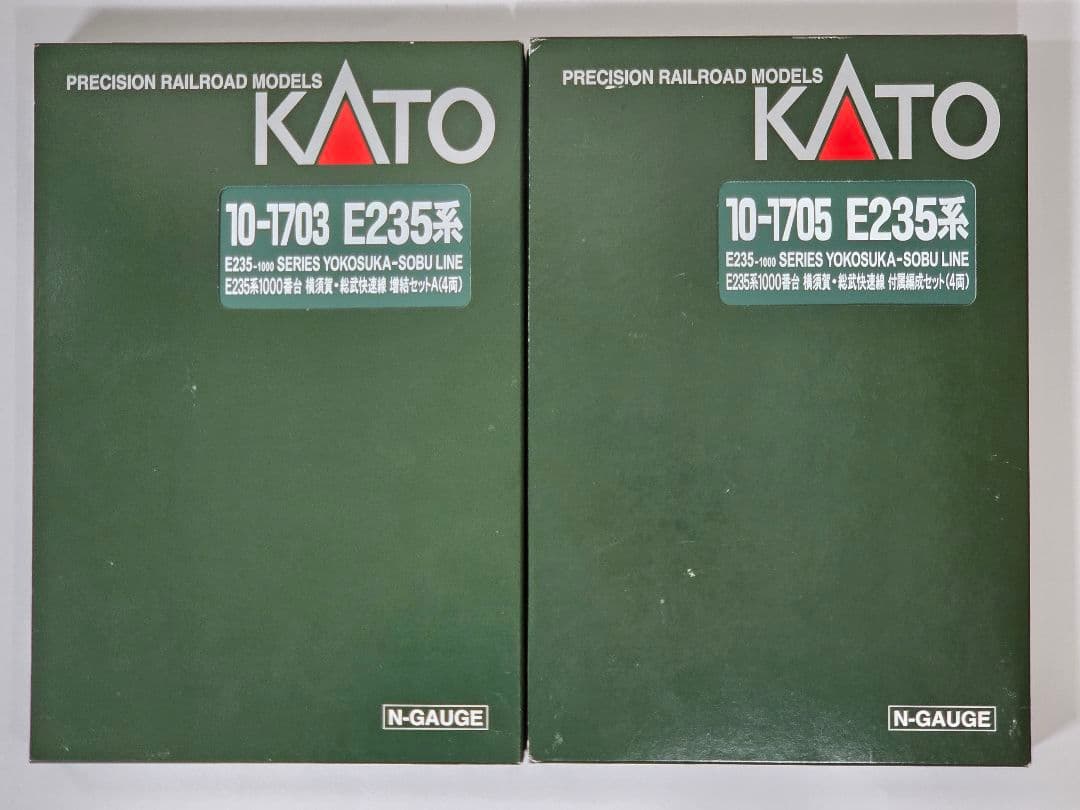 PRECISION RAILROAD MODELS
KATO
10-1703 E235系
E235-1000 SERIES YOKOSUKA-SOBU LINE
E235系1000番台 横須賀・総武快速線 増結セットA(4両)
N-GAUGE
PRECISION RAILROAD MODELS
KATO
10-1705 E235系
E235-1000 SERIES YOKOSUKA-SOBU LINE
E235系1000番台 横須賀・総武快速線 付属編成セット(4両)
N-GAUGE